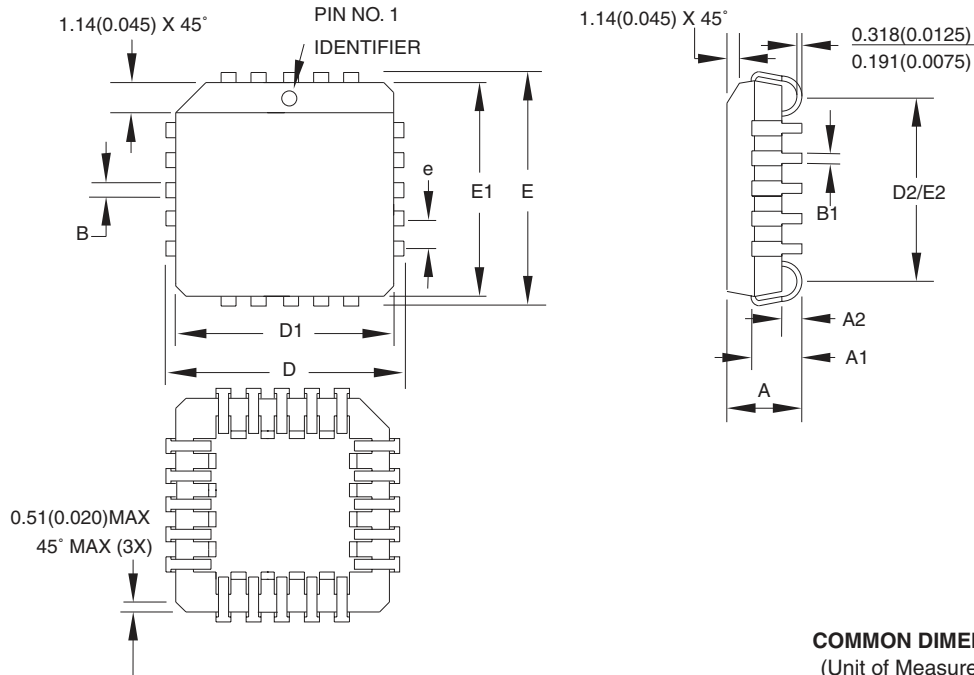 1.14(0.045) X 45°
PIN NO. 1
IDENTIFIER
1.14(0.045) X 45°
0.318(0.0125)
0.191(0.0075)
e
E1
E
B
B1
D2/E2
D1
D
A2
A1
A
0.51(0.020)MAX
45° MAX (3X)
COMMON
(Unit of